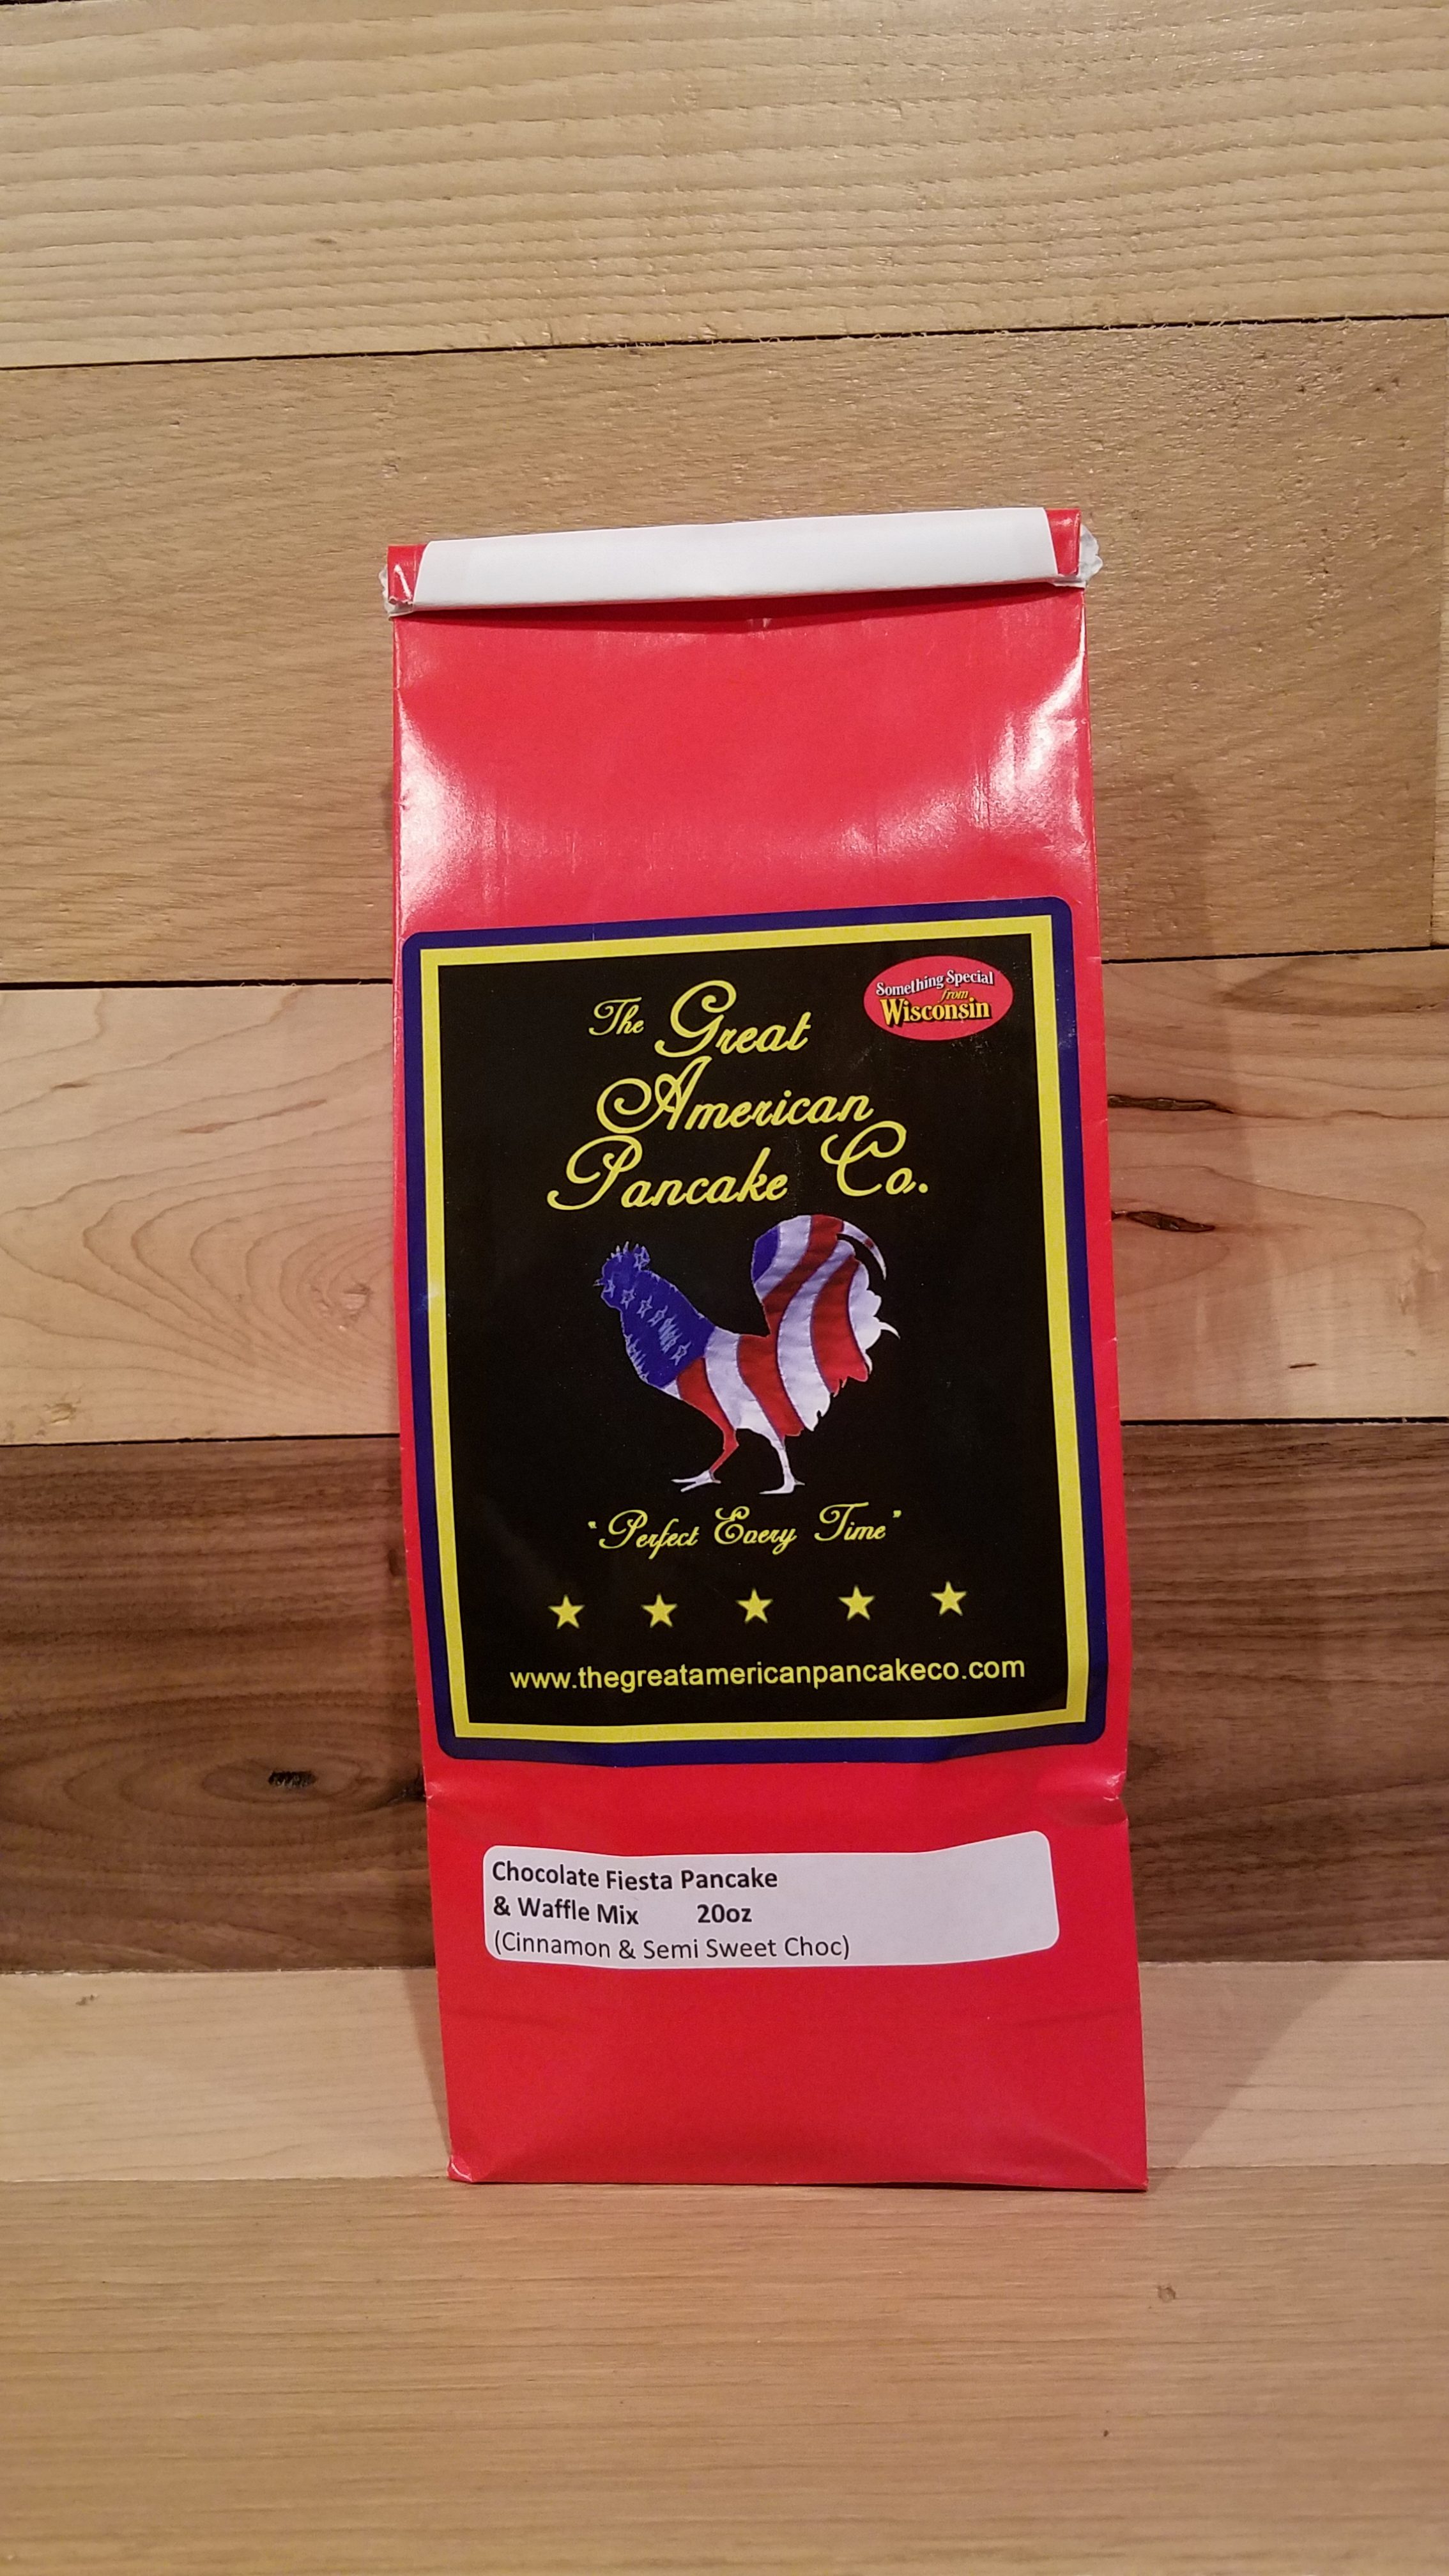 The Great
American
Pancake Co.
Something Special
from
Wisconsin
"Perfect Every Time"
www.thegreatamericanpancakeco.com
Chocolate Fiesta Pancake
& Waffle Mix 20oz
(Cinnamon & Semi Sweet Choc)